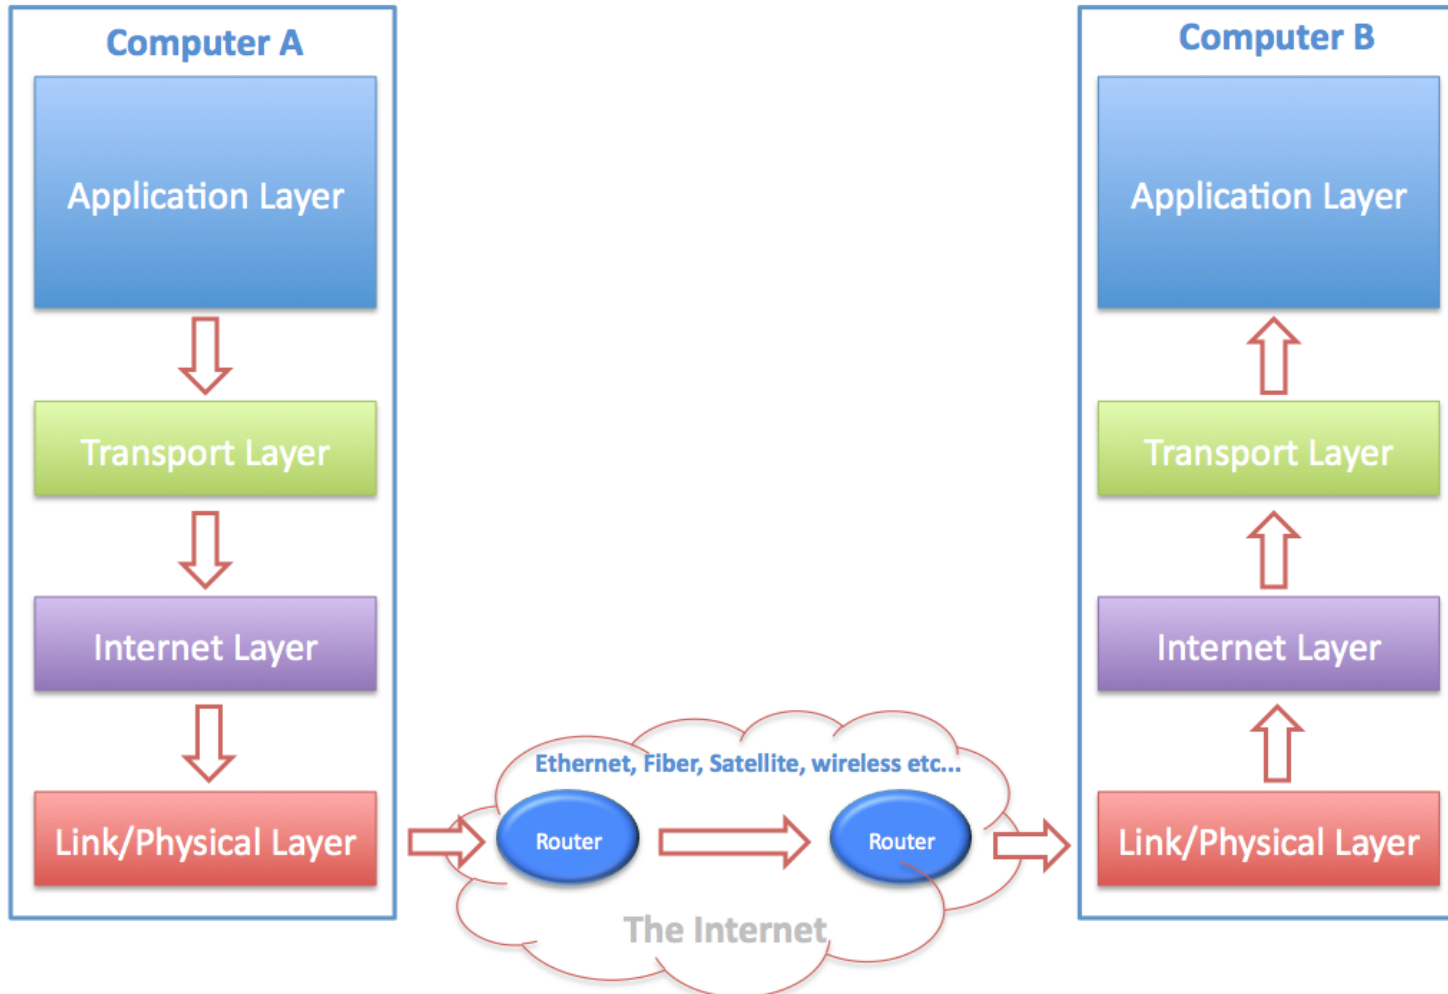 Computer A
Application Layer
Transport Layer
Internet Layer
Link/Physical Layer
Ethernet, Fiber, Satellite, wireless etc...
Router
Router
The Internet
Computer B
Application Layer
Transport Layer
Internet Layer
Link/Physical Layer